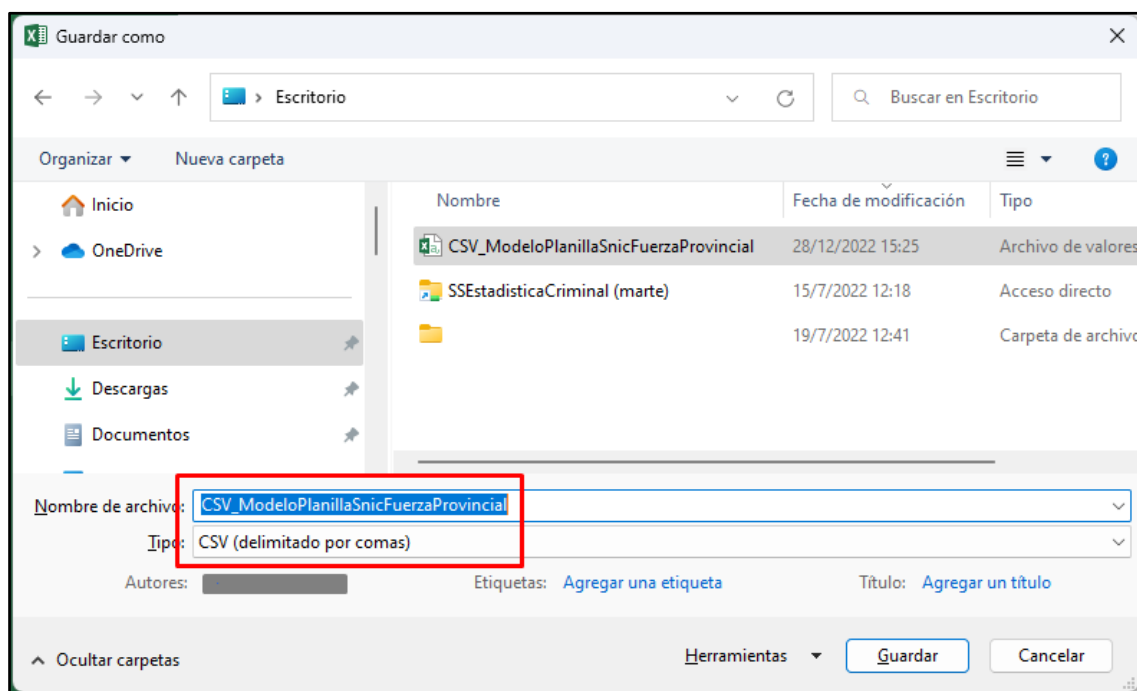 Guardar como
Escritorio
Buscar en Escritorio
Organizar
Nueva carpeta
?
Inicio
OneDrive
Escritorio
Descargas
Documentos
Nombre
Fecha de modificación
Tipo
CSV_ModeloPlanillaSnicFuerzaProvincial
28/12/2022 15:25
Archivo de valores
SSEstadisticaCriminal (marte)
15/7/2022 12:18
Acceso directo
19/7/2022 12:41
Carpeta de archivo
Nombre de archivo: CSV_ModeloPlanillaSnicFuerzaProvincial
Tipo: CSV (delimitado por comas)
Autores:
Etiquetas: Agregar una etiqueta
Título: Agregar un título
Ocultar carpetas
Herramientas
Guardar
Cancelar